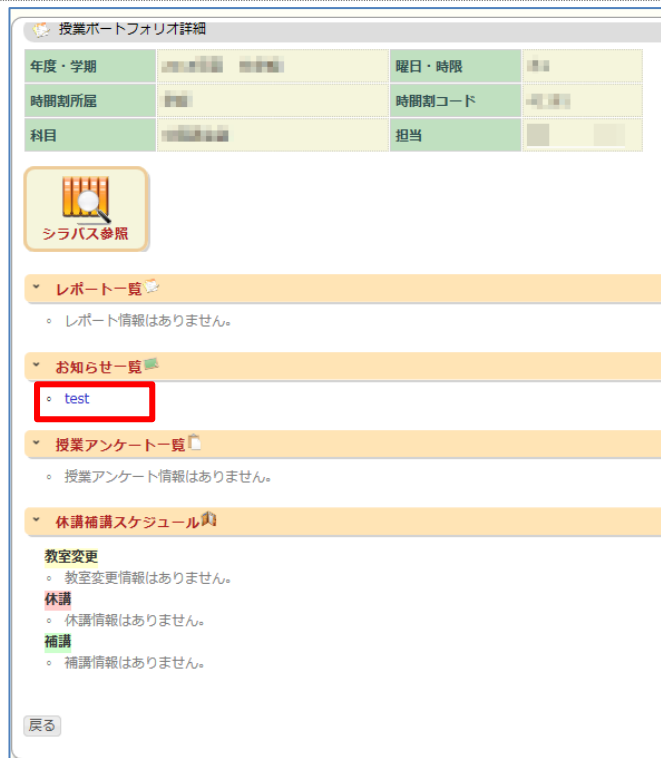 授業ポートフォリオ詳細
年度・学期 曜日・時限
時間割所属 時間割コード
科目 担当
シラバス参照
レポート一覧
レポート情報はありません。
お知らせ一覧
test
授業アンケート一覧
授業アンケート情報はありません。
休講補講スケジュール
教室変更
教室変更情報はありません。
休講
休講情報はありません。
補講
補講情報はありません。
戻る